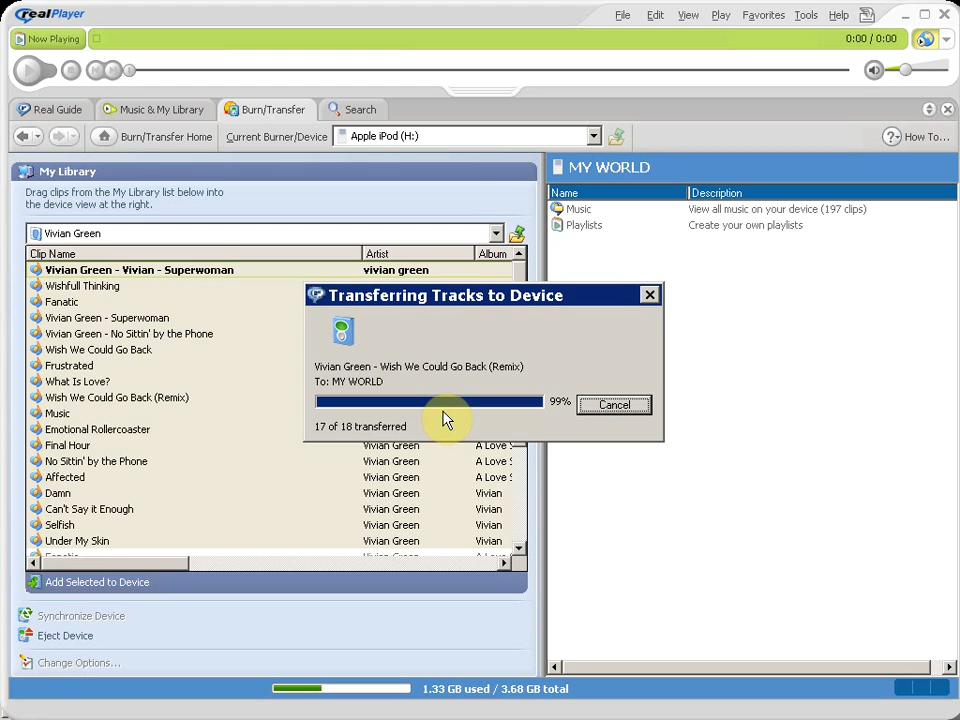 realPlayer
File Edit View Play Favorites Tools Help
Now Playing 0:00 / 0:00
Real Guide Music & My Library Burn/Transfer Search
Burn/Transfer Home Current Burner/Device Apple iPod (H:) How To...
My Library
Drag clips from the My Library list below into
the device view at the right.
Vivian Green
Clip Name Artist Album
Vivian Green - Vivian - Superwoman vivian green
Wishfull Thinking
Fanatic
Vivian Green - Superwoman
Vivian Green - No Sittin' by the Phone
Wish We Could Go Back
Frustrated
What Is Love?
Wish We Could Go Back (Remix)
Music
Emotional Rollercoaster
Final Hour Vivian Green A Love S
No Sittin' by the Phone Vivian Green A Love S
Affected Vivian Green A Love S
Damn Vivian Green Vivian
Can't Say it Enough Vivian Green Vivian
Selfish Vivian Green Vivian
Under My Skin Vivian Green Vivian
Add Selected to Device
Synchronize Device
Eject Device
Change Options...
MY WORLD
Name Description
Music View all music on your device (197 clips)
Playlists Create your own playlists
Transferring Tracks to Device
Vivian Green - Wish We Could Go Back (Remix)
To: MY WORLD
99% Cancel
17 of 18 transferred
1.33 GB used / 3.68 GB total